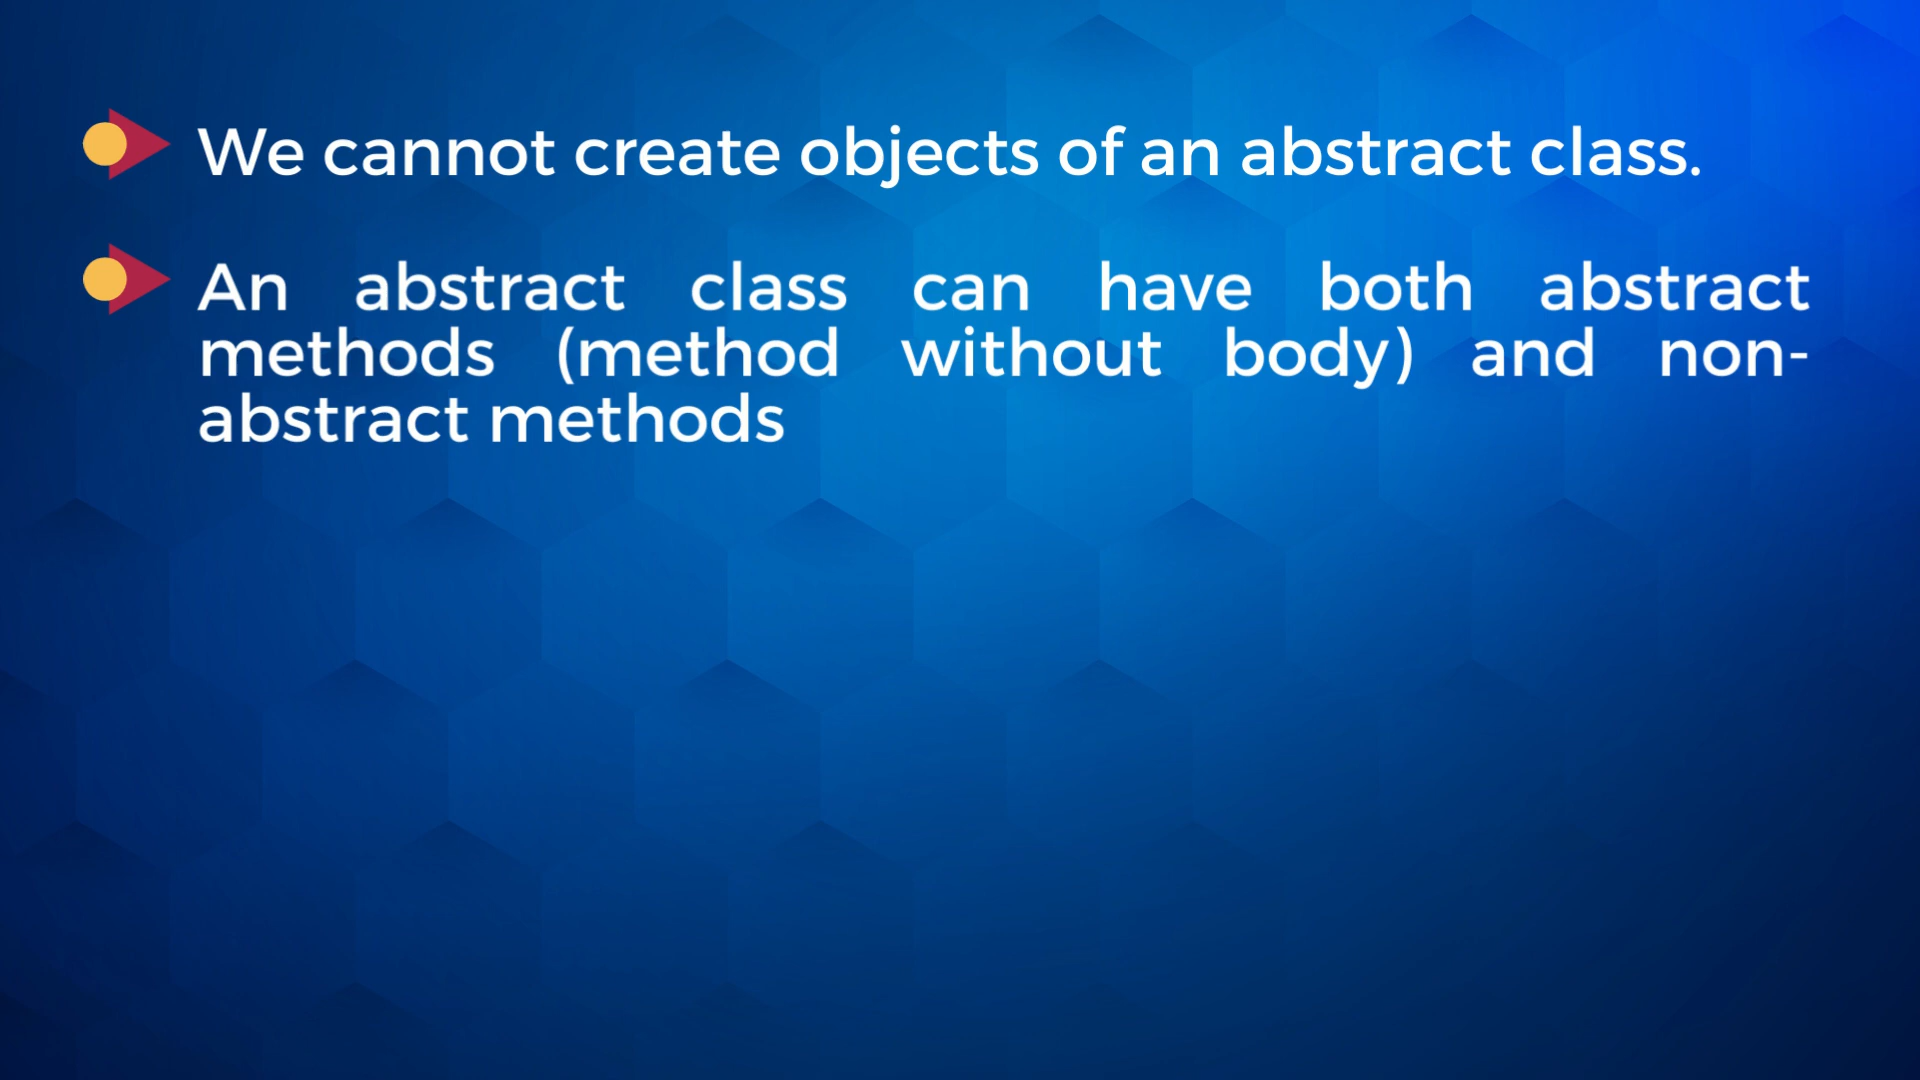 We cannot create objects of an abstract class.
An abstract class can have both abstract
methods (method without body) and non-
abstract methods